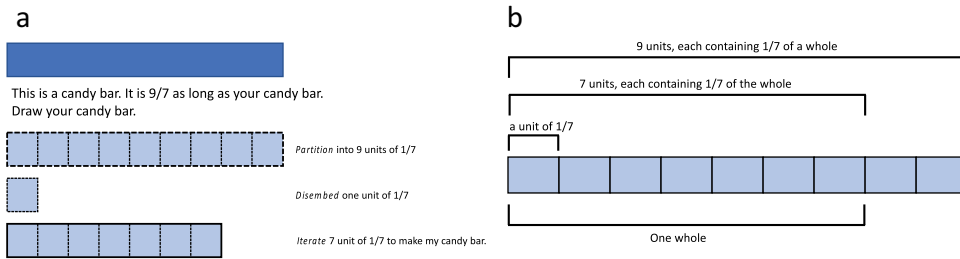 a
This is a candy bar. It is 9/7 as long as your candy bar.
Draw your candy bar.
Partition into 9 units of 1/7
Disembed one unit of 1/7
Iterate 7 unit of 1/7 to make my candy bar.
b
9 units, each containing 1/7 of a whole
7 units, each containing 1/7 of the whole
a unit of 1/7
One whole